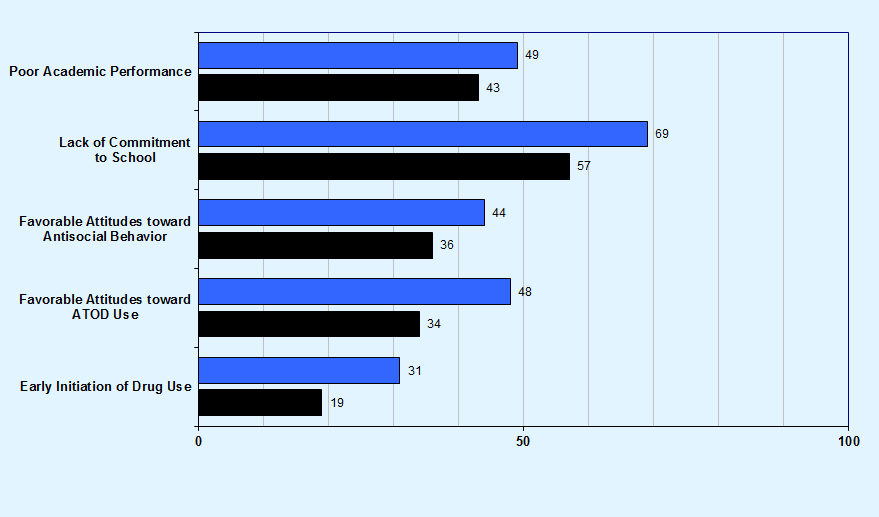 Poor Academic Performance
49
43
Lack of Commitment
to School
69
57
Favorable Attitudes toward
Antisocial Behavior
44
36
Favorable Attitudes toward
ATOD Use
48
34
Early Initiation of Drug Use
31
19
0 50 100